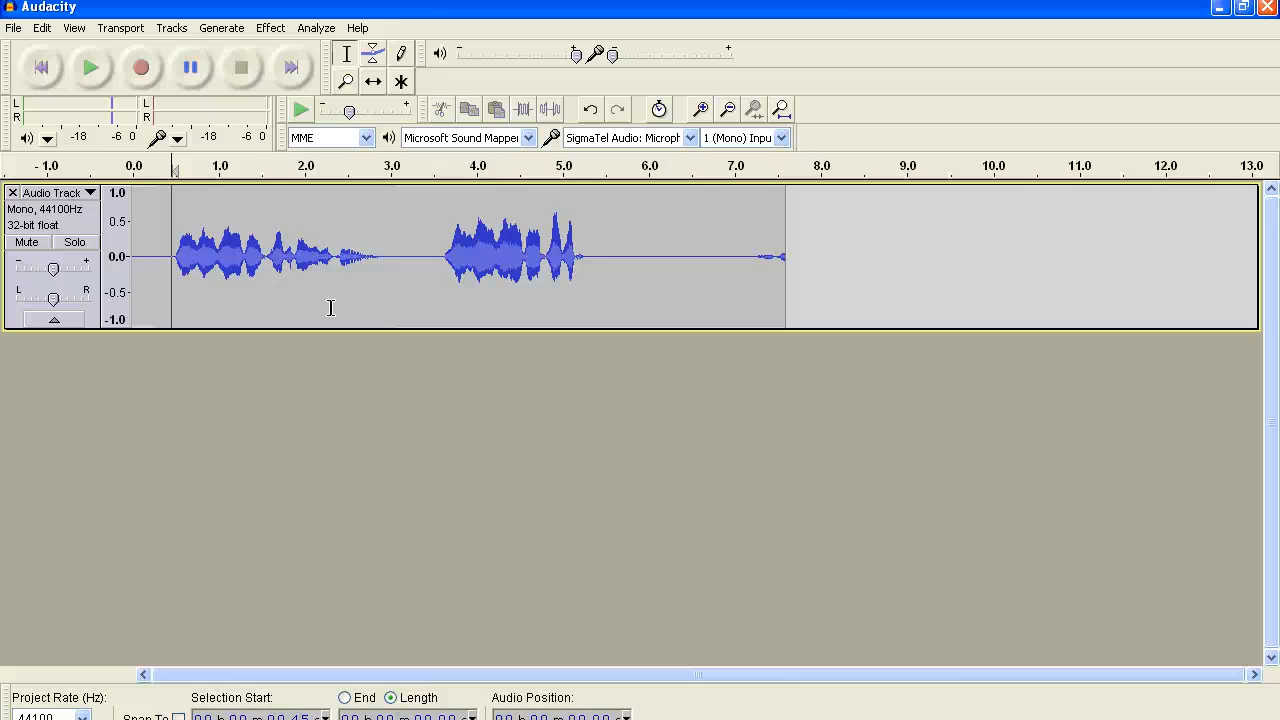 Audacity
File Edit View Transport Tracks Generate Effect Analyze Help
L L
R R
-18 -6 0 -18 -6 0
MME Microsoft Sound Mapper SigmaTel Audio: Microph 1 (Mono) Inpu
- 1.0 0.0 1.0 2.0 3.0 4.0 5.0 6.0 7.0 8.0 9.0 10.0 11.0 12.0 13.0
Audio Track 1.0
Mono, 44100Hz
32-bit float 0.5
Mute Solo
0.0
L R
-0.5
-1.0
Project Rate (Hz): Selection Start: End Length Audio Position:
44100 Snap To